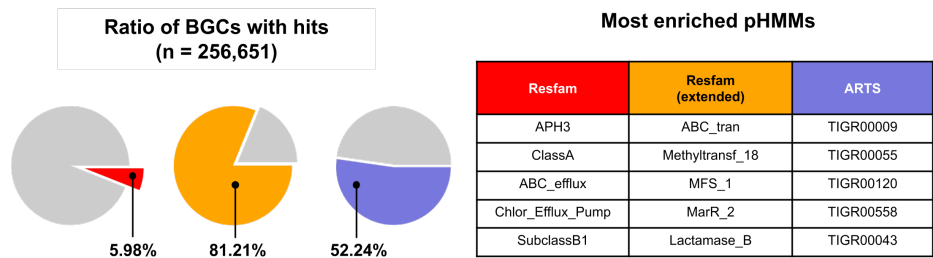 Ratio of BGCs with hits
(n = 256,651)
5.98%
81.21%
52.24%
Most enriched pHMMs
Resfam Resfam (extended) ARTS
APH3 ABC_tran TIGR00009
ClassA Methyltransf_18 TIGR00055
ABC_efflux MFS_1 TIGR00120
Chlor_Efflux_Pump MarR_2 TIGR00558
SubclassB1 Lactamase_B TIGR00043